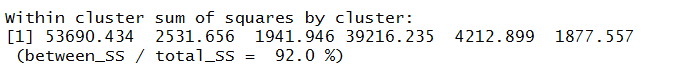 Within cluster sum of squares by cluster:
[1] 53690.434 2531.656 1941.946 39216.235 4212.899 1877.557
(between_SS / total_SS = 92.0 %)